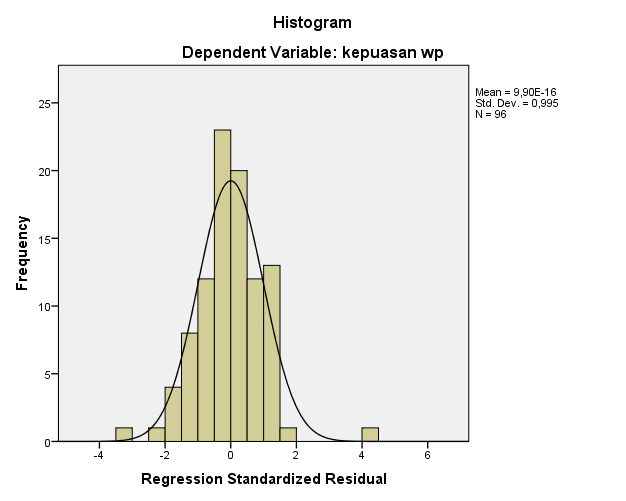 Histogram
Dependent Variable: kepuasan wp
Mean = 9,90E-16
Std. Dev. = 0,995
N = 96
Frequency
25
20
15
10
5
0
-4 -2 0 2 4 6
Regression Standardized Residual